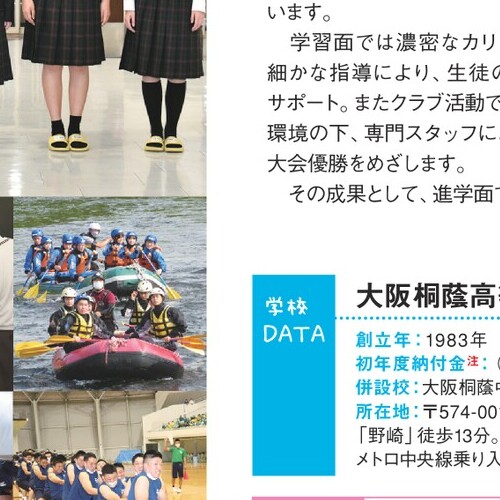 います。
学習面では濃密なカリ
細かな指導により、生徒の
サポート。またクラブ活動で
環境の下、専門スタッフに
大会優勝をめざします。
その成果として、進学面で
学校
DATA
大阪桐蔭高
創立年：1983年
初年度納付金注：（
併設校：大阪桐蔭中
所在地：〒574-00
「野崎」徒歩13分。
メトロ中央線乗り入